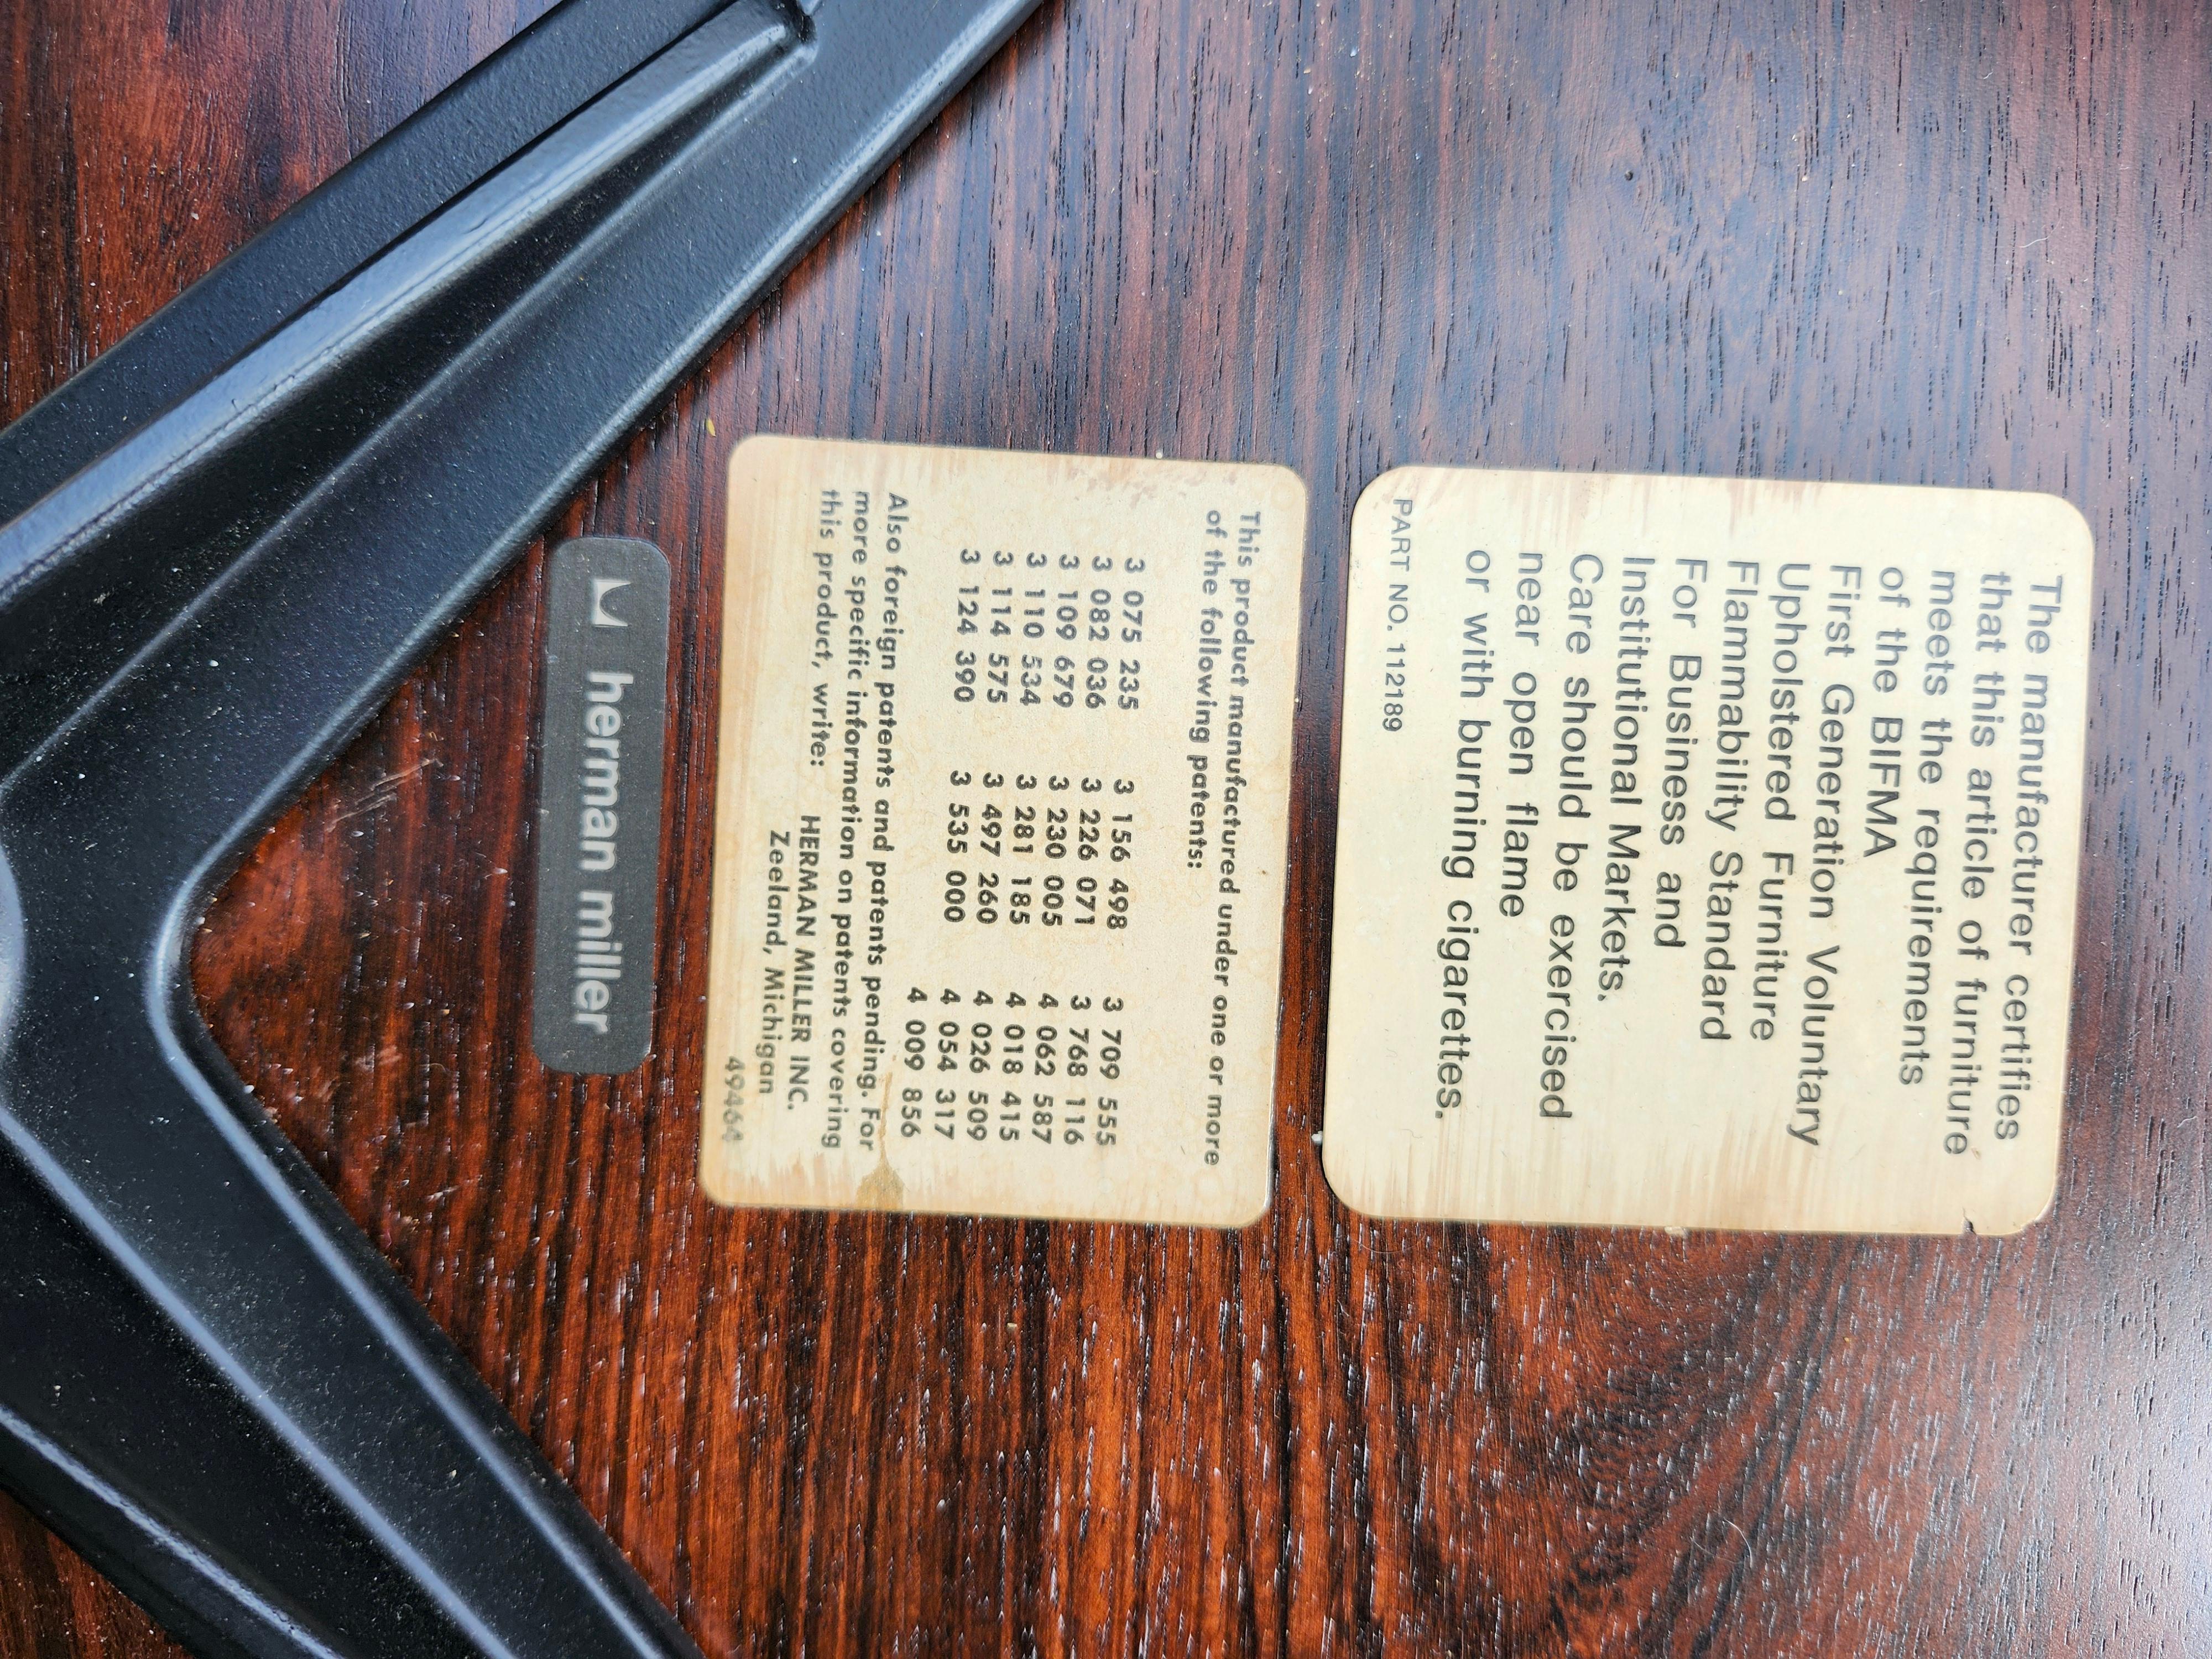 The manufacturer certifies
that this article of furniture
meets the requirements
of the BIFMA
First Generation Voluntary
Upholstered Furniture
Flammability Standard
For Business and
Institutional Markets.
Care should be exercised
near open flame
or with burning cigarettes.
PART NO. 112189
This product manufactured under one or more
of the following patents:
3 075 235 3 156 498 3 709 555
3 082 036 3 226 071 3 768 116
3 109 679 3 230 005 4 062 587
3 110 534 3 281 185 4 018 415
3 114 575 3 497 260 4 026 509
3 124 390 3 535 000 4 054 317
4 009 856
Also foreign patents and patents pending. For
more specific information on patents covering
this product, write: HERMAN MILLER INC.
Zeeland, Michigan
49464
herman miller